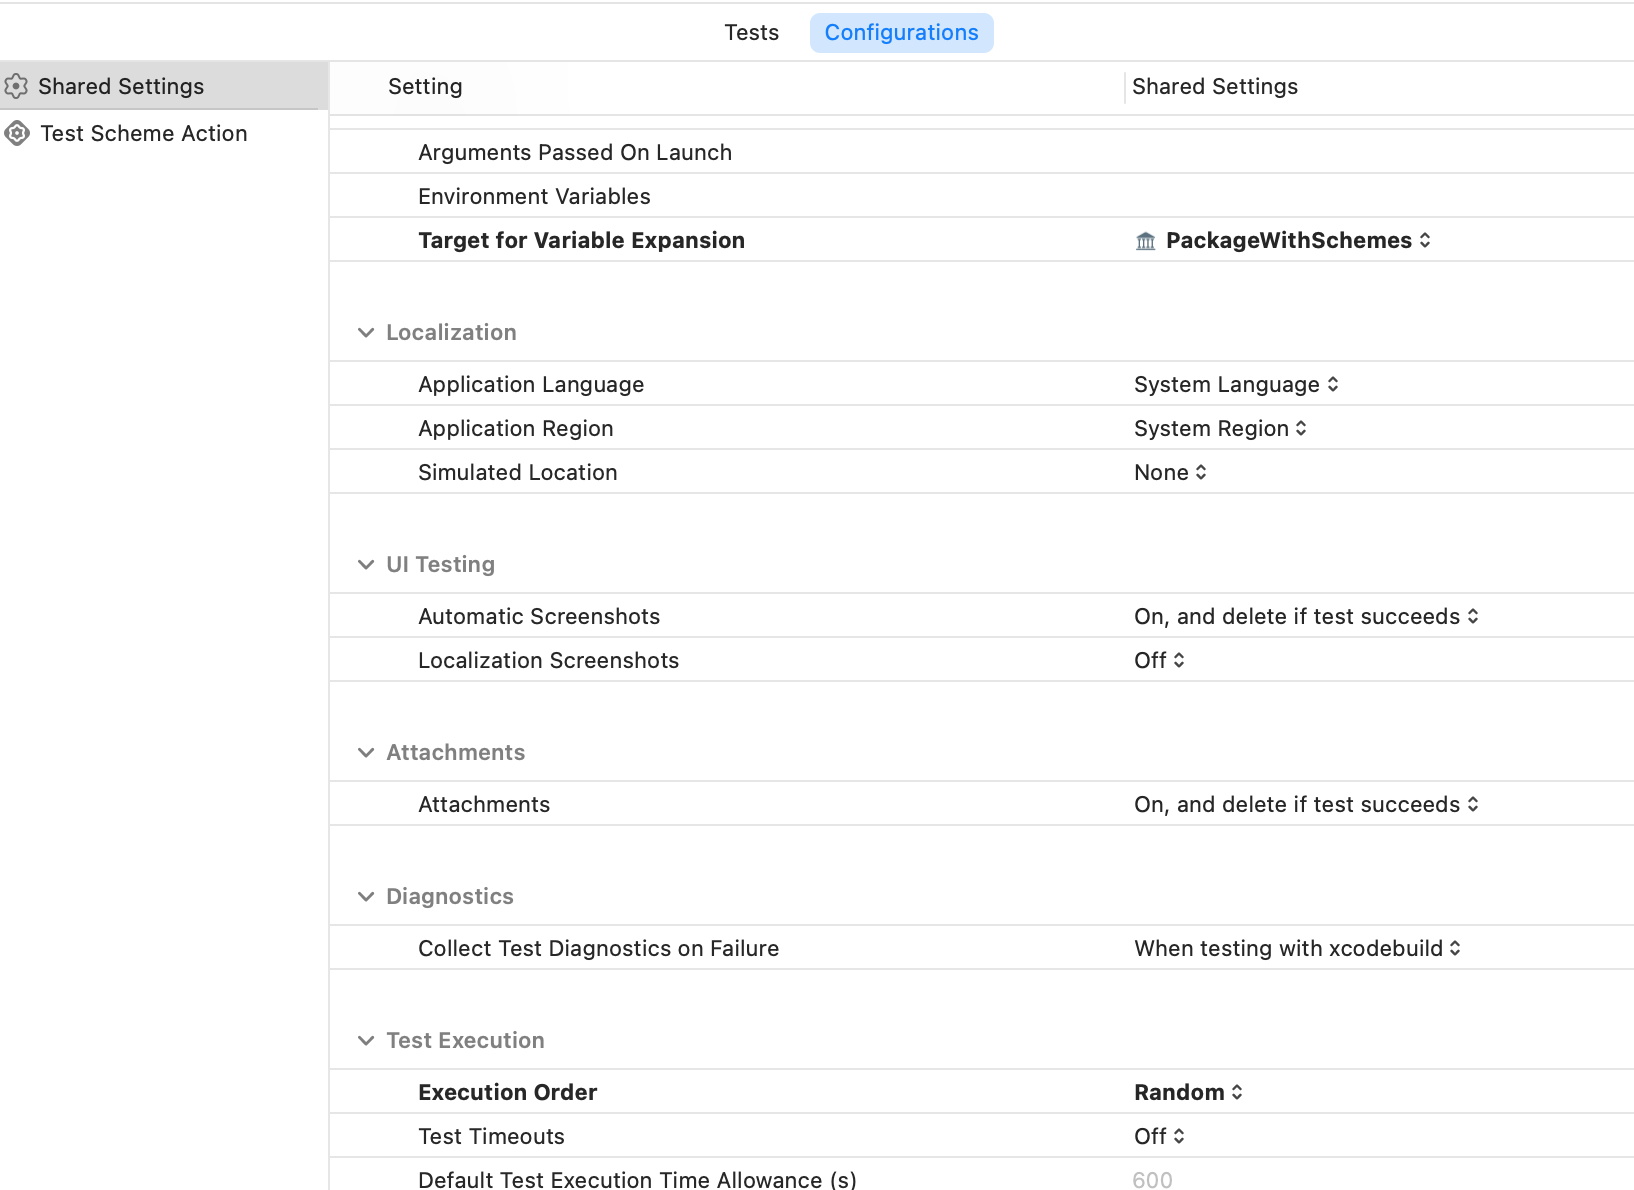 Tests Configurations
Shared Settings
Test Scheme Action
Setting Shared Settings
Arguments Passed On Launch
Environment Variables
Target for Variable Expansion PackageWithSchemes
Localization
Application Language System Language
Application Region System Region
Simulated Location None
UI Testing
Automatic Screenshots On, and delete if test succeeds
Localization Screenshots Off
Attachments
Attachments On, and delete if test succeeds
Diagnostics
Collect Test Diagnostics on Failure When testing with xcodebuild
Test Execution
Execution Order Random
Test Timeouts Off
Default Test Execution Time Allowance (s) 600